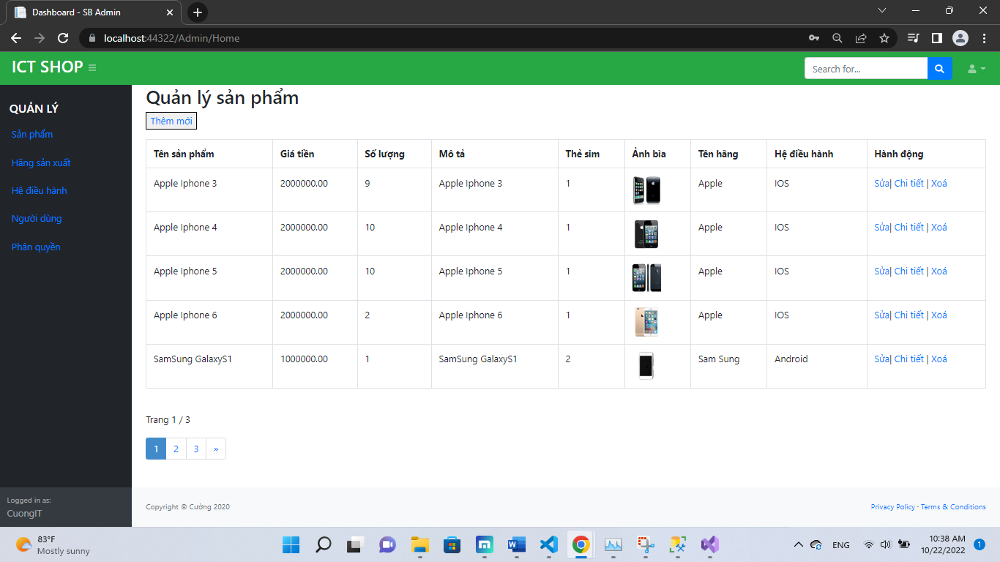 Dashboard - SB Admin
localhost:44322/Admin/Home
ICT SHOP
Search for...
QUẢN LÝ
Sản phẩm
Hãng sản xuất
Hệ điều hành
Người dùng
Phân quyền
Logged in as:
CuongIT
Quản lý sản phẩm
Thêm mới
Tên sản phẩm Giá tiền Số lượng Mô tả Thẻ sim Ảnh bìa Tên hãng Hệ điều hành Hành động
Apple Iphone 3 2000000.00 9 Apple Iphone 3 1 Apple IOS Sửa| Chi tiết | Xoá
Apple Iphone 4 2000000.00 10 Apple Iphone 4 1 Apple IOS Sửa| Chi tiết | Xoá
Apple Iphone 5 2000000.00 10 Apple Iphone 5 1 Apple IOS Sửa| Chi tiết | Xoá
Apple Iphone 6 2000000.00 2 Apple Iphone 6 1 Apple IOS Sửa| Chi tiết | Xoá
SamSung GalaxyS1 1000000.00 1 SamSung GalaxyS1 2 Sam Sung Android Sửa| Chi tiết | Xoá
Trang 1 / 3
1 2 3 »
Copyright © Cường 2020 Privacy Policy · Terms & Conditions
83°F
Mostly sunny
ENG
10:38 AM
10/22/2022
1